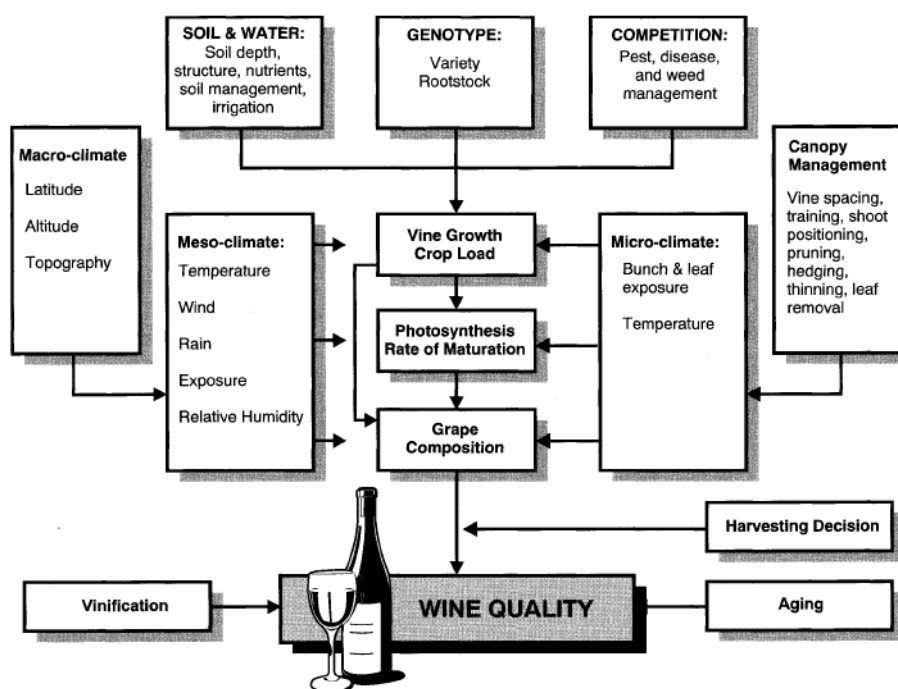 SOIL & WATER:
Soil depth,
structure, nutrients,
soil management,
irrigation
GENOTYPE:
Variety
Rootstock
COMPETITION:
Pest, disease,
and weed
management
Macro-climate
Latitude
Altitude
Topography
Meso-climate:
Temperature
Wind
Rain
Exposure
Relative Humidity
Vine Growth
Crop Load
Photosynthesis
Rate of Maturation
Grape
Composition
Micro-climate:
Bunch & leaf
exposure
Temperature
Canopy
Management
Vine spacing,
training, shoot
positioning,
pruning,
hedging,
thinning, leaf
removal
Harvesting Decision
Vinification
WINE QUALITY
Aging